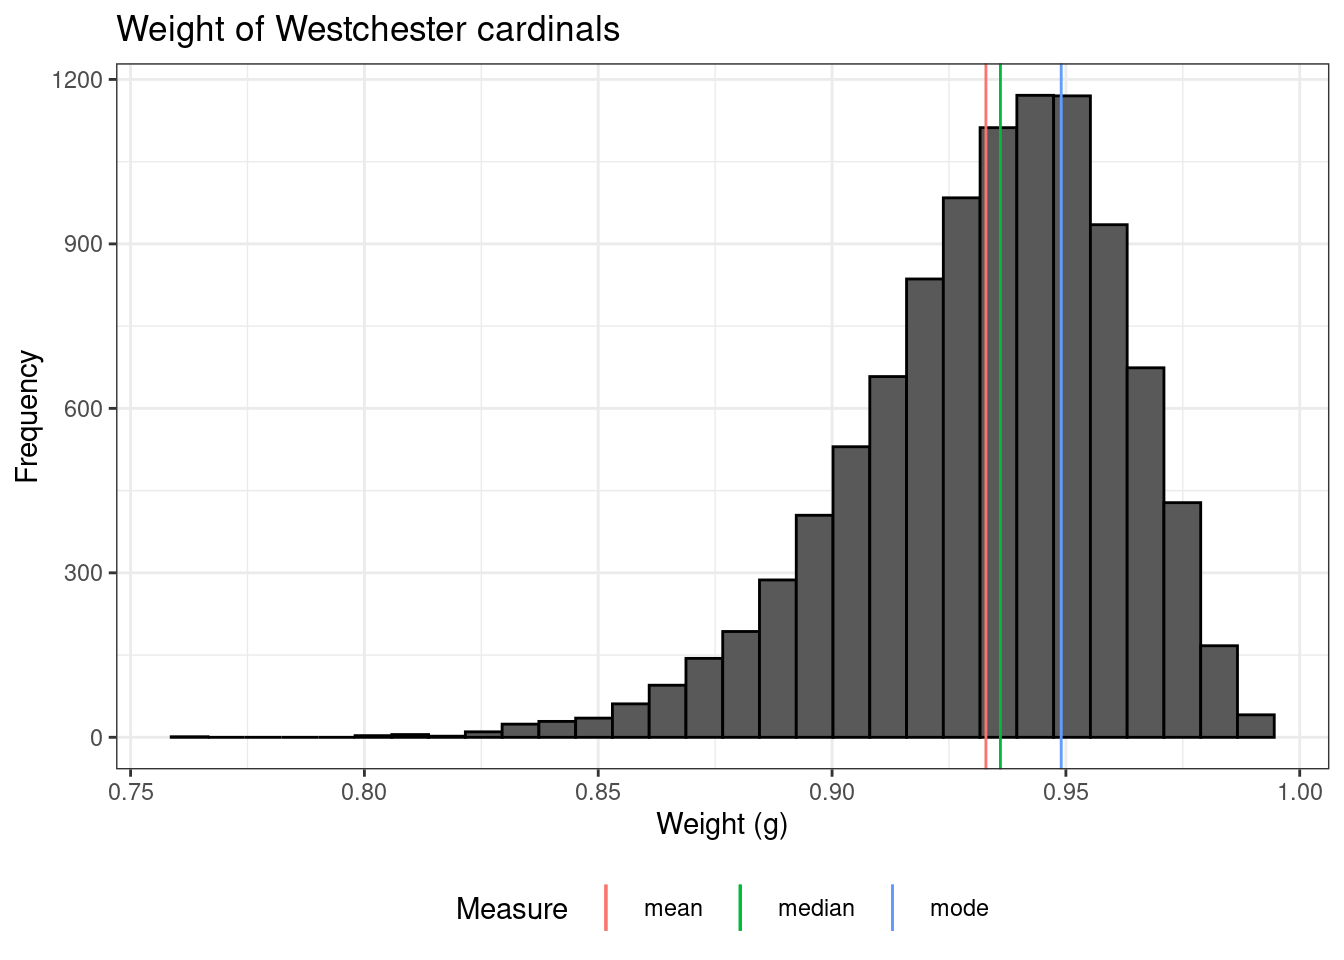 Weight of Westchester cardinals
1200
900
600
300
0
Frequency
0.75 0.80 0.85 0.90 0.95 1.00
Weight (g)
Measure mean median mode